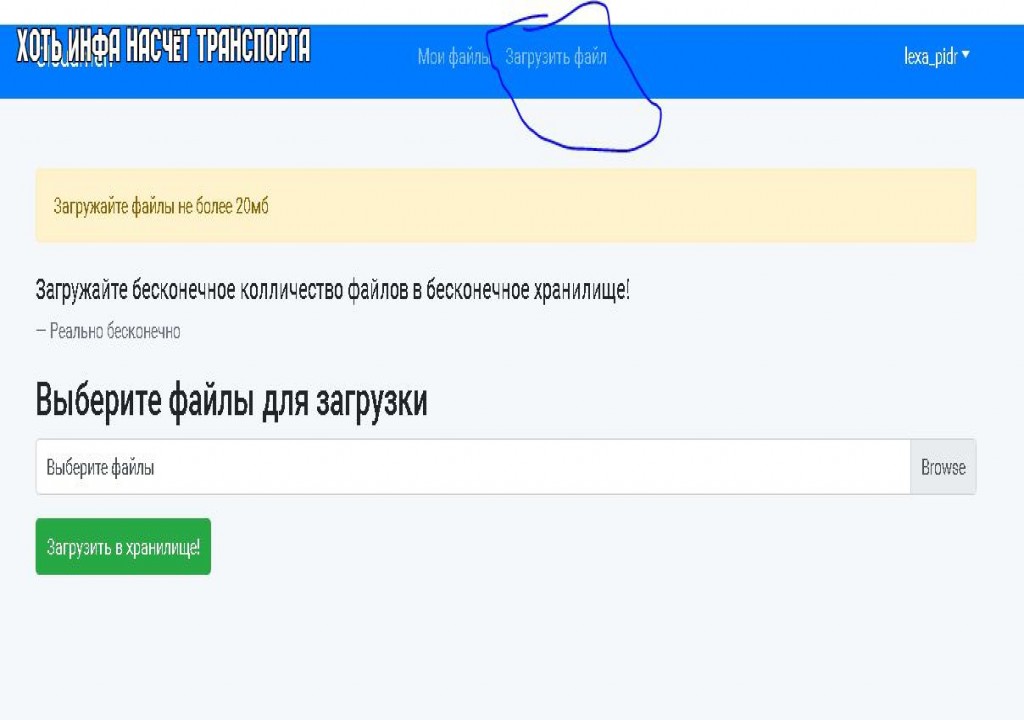 ХОТЬ ИНФА НАСЧЁТ ТРАНСПОРТА
Мои файлы Загрузить файл lexa_pidr
Загружайте файлы не более 20мб
Загружайте бесконечное колличество файлов в бесконечное хранилище!
— Реально бесконечно
Выберите файлы для загрузки
Выберите файлы Browse
Загрузить в хранилище!